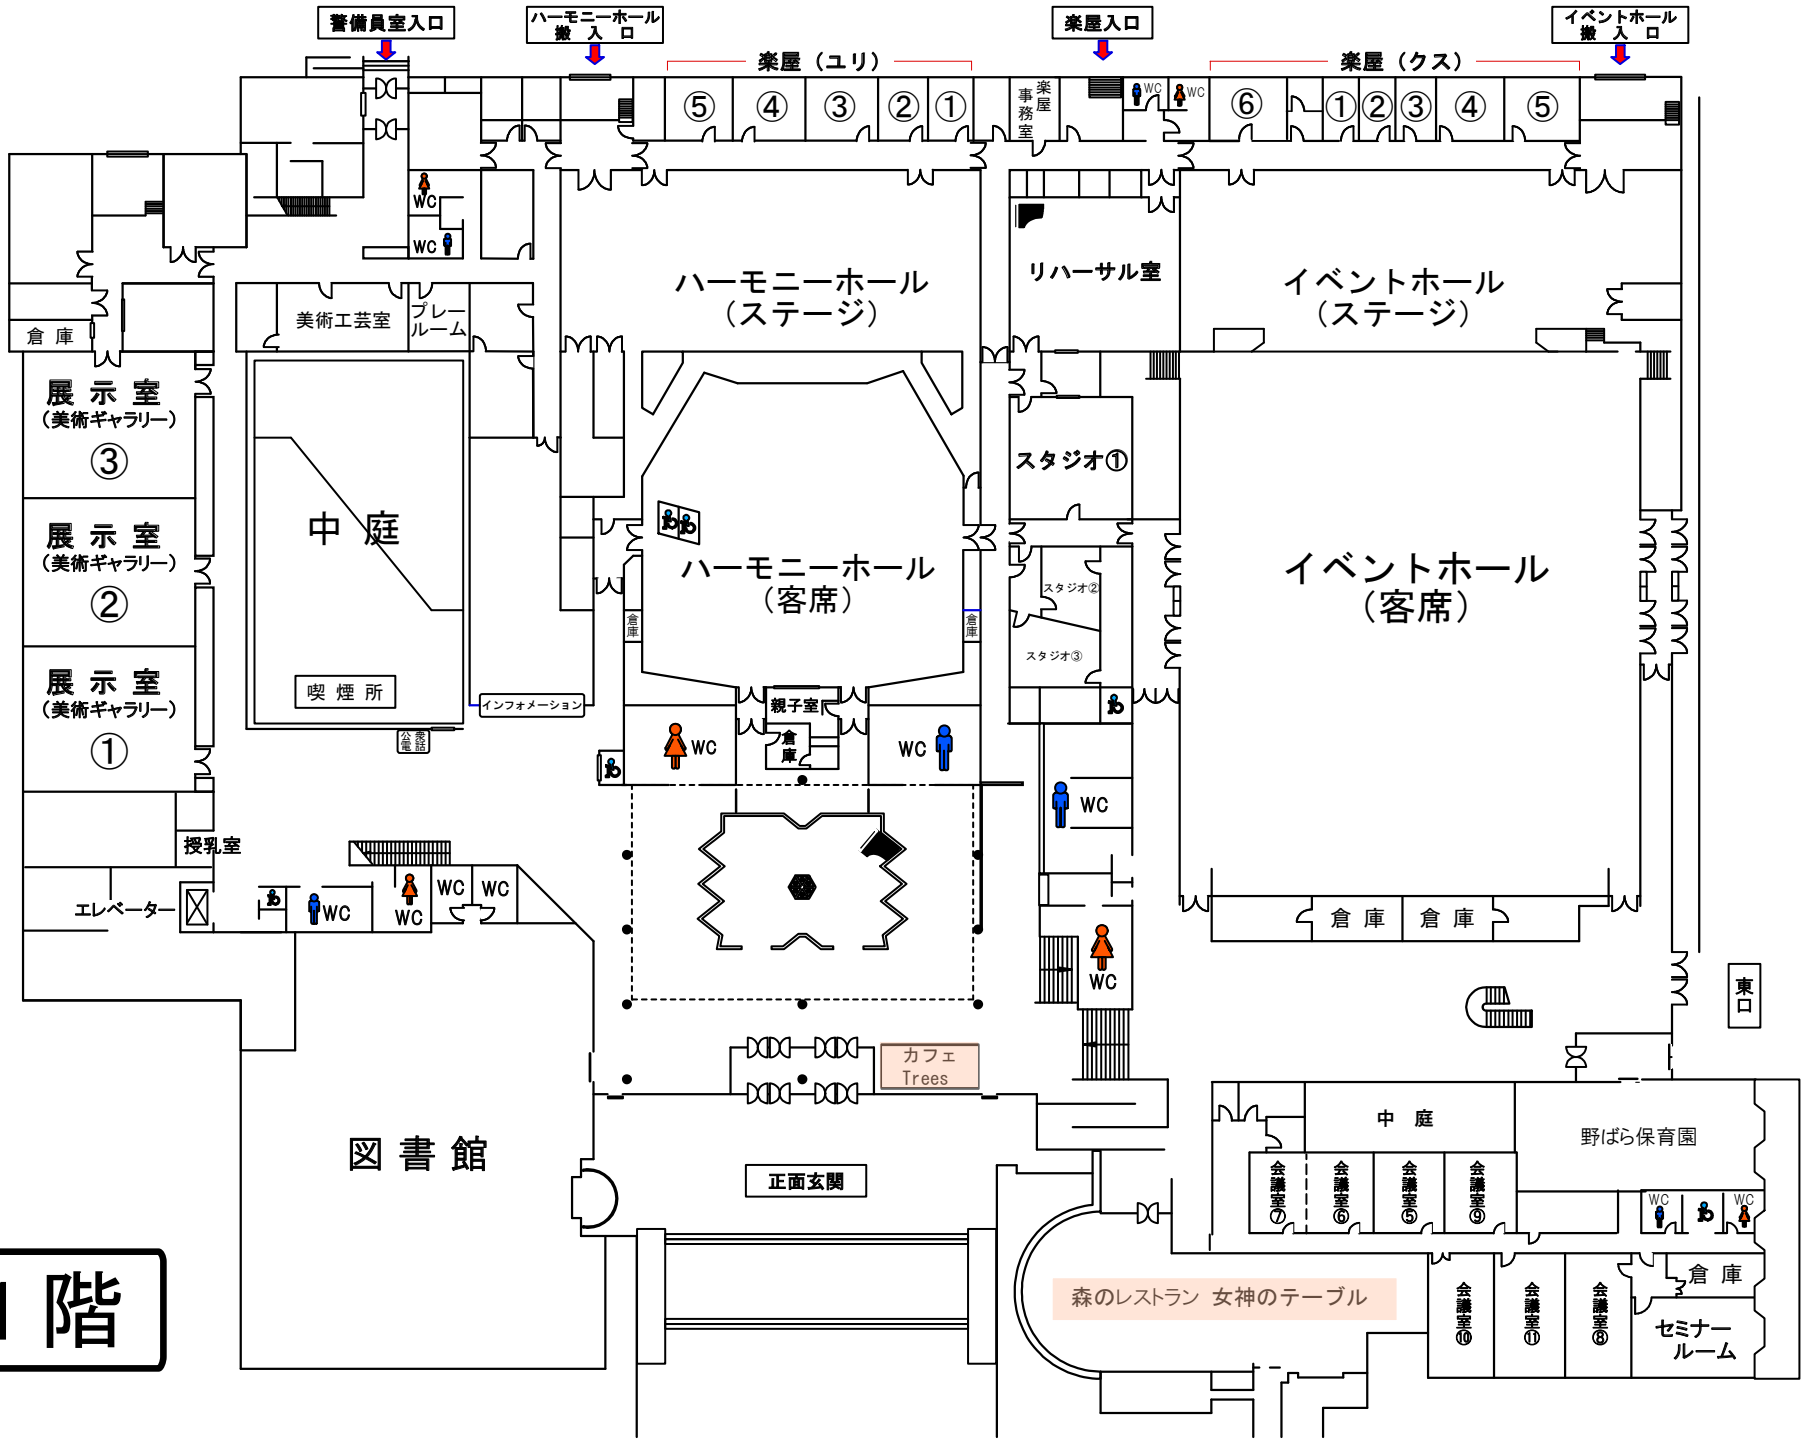 警備員室入口
ハーモニーホール
搬 入 口
楽屋入口
イベントホール
搬 入 口
楽屋（ユリ）
楽屋（クス）
⑤
④
③
②
①
楽屋
事務室
WC
WC
⑥
①
②
③
④
⑤
WC
WC
ハーモニーホール
（ステージ）
リハーサル室
イベントホール
（ステージ）
美術工芸室
プレー
ルーム
倉 庫
展 示 室
（美術ギャラリー）
③
スタジオ①
中 庭
展 示 室
（美術ギャラリー）
②
ハーモニーホール
（客席）
イベントホール
（客席）
スタジオ②
倉庫
倉庫
スタジオ③
展 示 室
（美術ギャラリー）
①
喫 煙 所
インフォメーション
公衆
電話
親子室
WC
倉
庫
WC
WC
授乳室
エレベーター
WC
WC
WC
WC
倉 庫
倉 庫
WC
東口
カフェ
Trees
図 書 館
正面玄関
中 庭
野ばら保育園
会議室⑦
会議室⑥
会議室⑤
会議室⑨
WC
WC
森のレストラン 女神のテーブル
会議室⑩
会議室⑪
会議室⑧
倉 庫
セミナー
ルーム
1 階